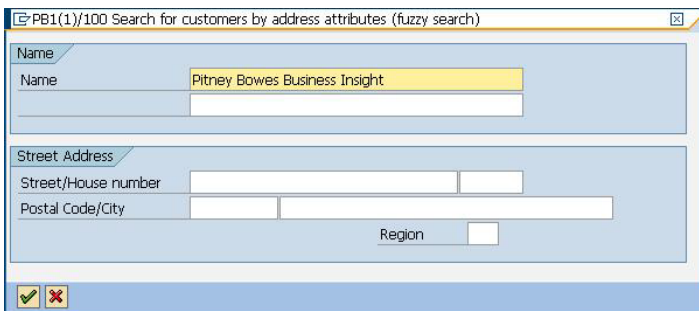 PB1(1)/100 Search for customers by address attributes (fuzzy search)
Name
Name Pitney Bowes Business Insight
Street Address
Street/House number
Postal Code/City
Region